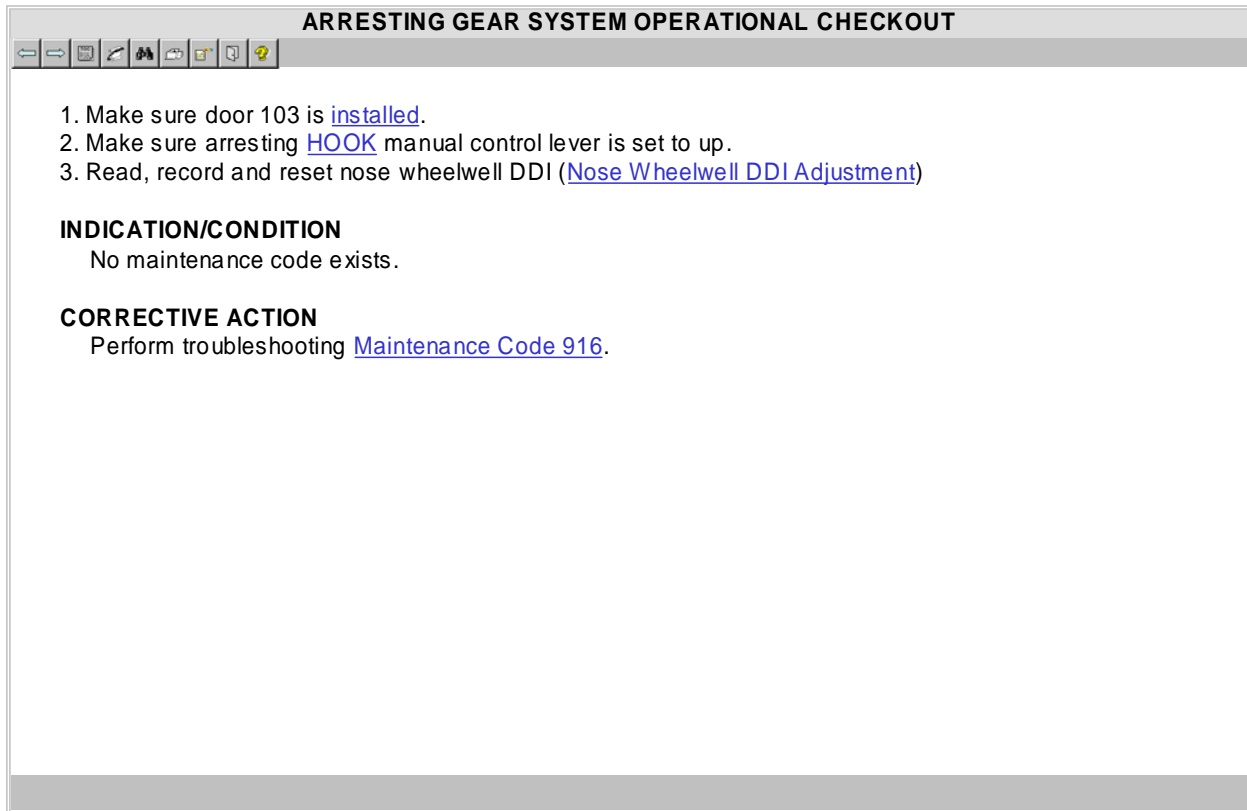 ARRESTING GEAR SYSTEM OPERATIONAL CHECKOUT
1. Make sure door 103 is installed.
2. Make sure arresting HOOK manual control lever is set to up.
3. Read, record and reset nose wheelwell DDI (Nose Wheelwell DDI Adjustment)
INDICATION/CONDITION
No maintenance code exists.
CORRECTIVE ACTION
Perform troubleshooting Maintenance Code 916.